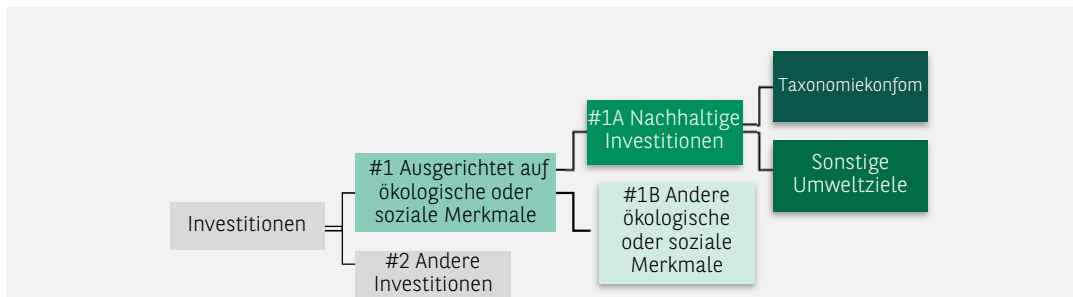 Taxonomiekonfom
#1A Nachhaltige
Investitionen
Sonstige
Umweltziele
#1 Ausgerichtet auf
ökologische oder
soziale Merkmale
#1B Andere
ökologische
oder soziale
Merkmale
Investitionen
#2 Andere
Investitionen